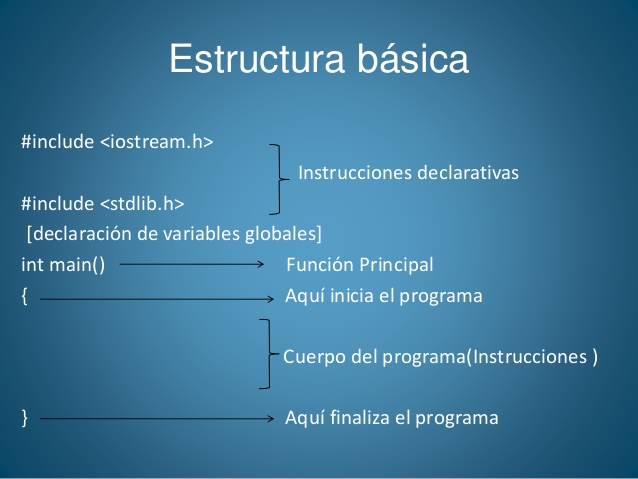 Estructura básica
#include <iostream.h>
Instrucciones declarativas
#include <stdlib.h>
[declaración de variables globales]
int main() Función Principal
{ Aquí inicia el programa
Cuerpo del programa(Instrucciones )
} Aquí finaliza el programa